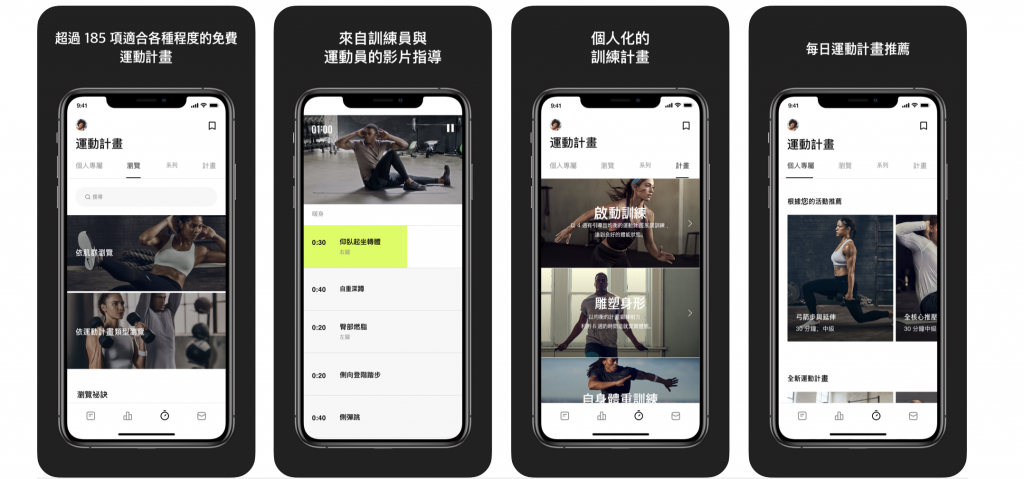 超過 185 項適合各種程度的免費
運動計畫
9:41
運動計畫
個人專屬 瀏覽 系列 計畫
搜尋
依肌群瀏覽
依運動計畫類型瀏覽
瀏覽祕訣
來自訓練員與
運動員的影片指導
01:00
暖身
0:30 仰臥起坐轉體
右腿
0:40 自重深蹲
0:20 臀部燃脂
左腿
0:20 側向登階踏步
0:40 側彈跳
個人化的
訓練計畫
9:41
運動計畫
個人專屬 瀏覽 系列 計畫
啟動訓練
雕塑身形
自身體重訓練
每日運動計畫推薦
9:41
運動計畫
個人專屬 瀏覽 系列 計畫
根據您的活動推薦
弓箭步與延伸
30 分鐘、中級
全核心推壓
30 分鐘中級
全新運動計畫